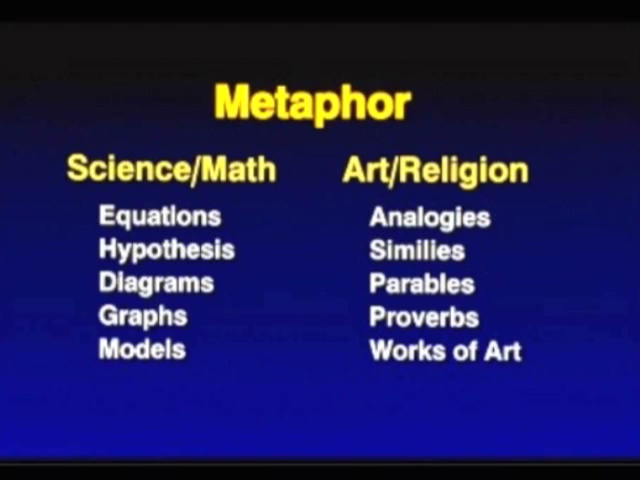 Metaphor
Science/Math
Equations
Hypothesis
Diagrams
Graphs
Models
Art/Religion
Analogies
Similies
Parables
Proverbs
Works of Art